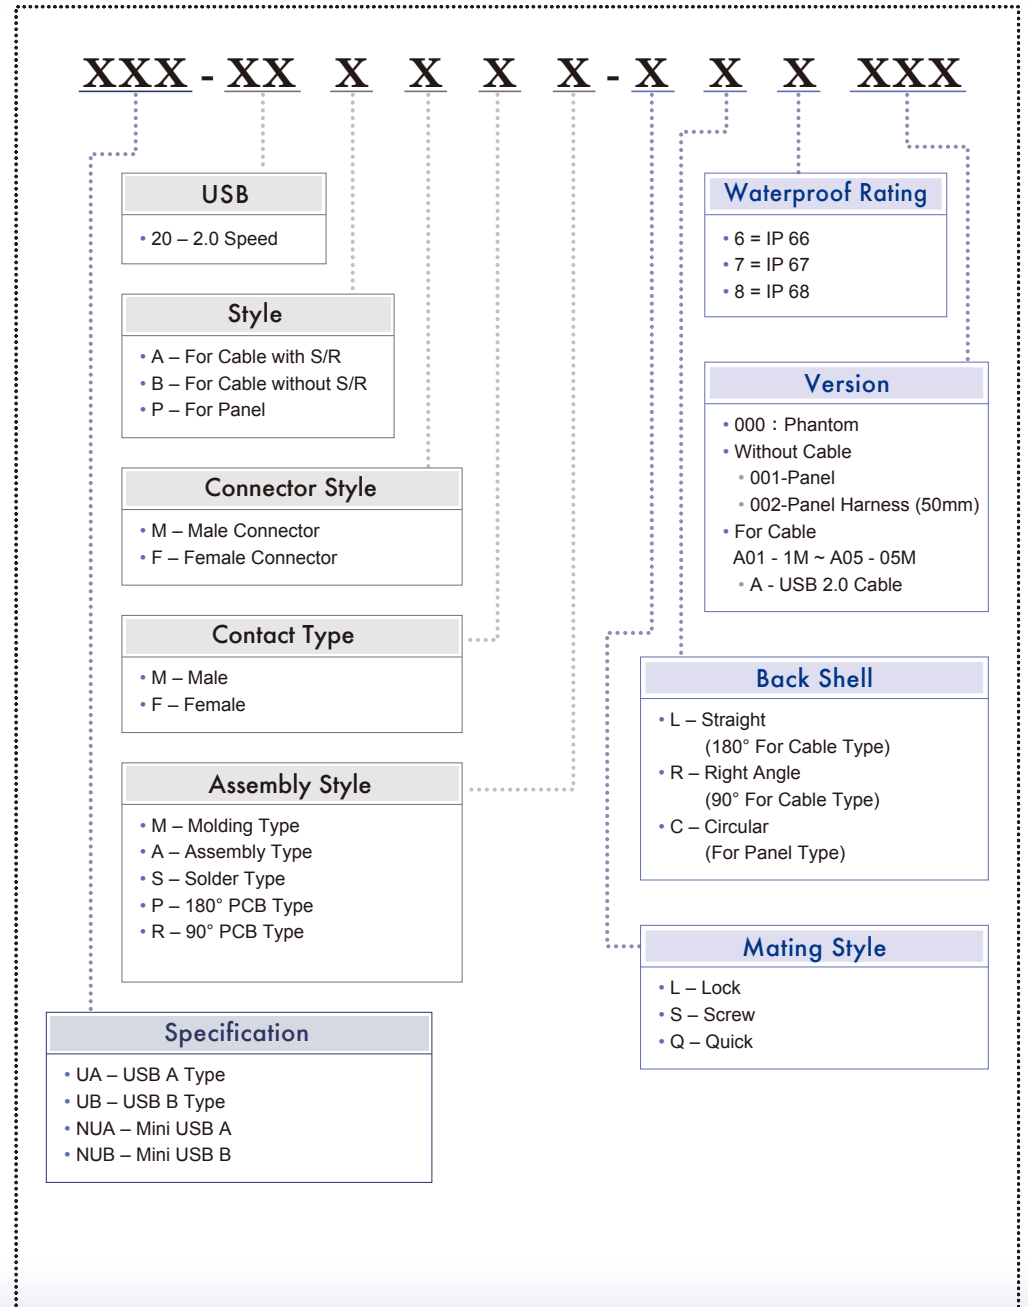 XXX - XX X X X X - X X X XXX
USB
• 20 – 2.0 Speed
Style
• A – For Cable with S/R
• B – For Cable without S/R
• P – For Panel
Connector Style
• M – Male Connector
• F – Female Connector
Contact Type
• M – Male
• F – Female
Assembly Style
• M – Molding Type
• A – Assembly Type
• S – Solder Type
• P – 180° PCB Type
• R – 90° PCB Type
Specification
• UA – USB A Type
• UB – USB B Type
• NUA – Mini USB A
• NUB – Mini USB B
Waterproof Rating
• 6 = IP 66
• 7 = IP 67
• 8 = IP 68
Version
• 000：Phantom
• Without Cable
• 001-Panel
• 002-Panel Harness (50mm)
• For Cable
A01 - 1M ~ A05 - 05M
• A - USB 2.0 Cable
Back Shell
• L – Straight
(180° For Cable Type)
• R – Right Angle
(90° For Cable Type)
• C – Circular
(For Panel Type)
Mating Style
• L – Lock
• S – Screw
• Q – Quick